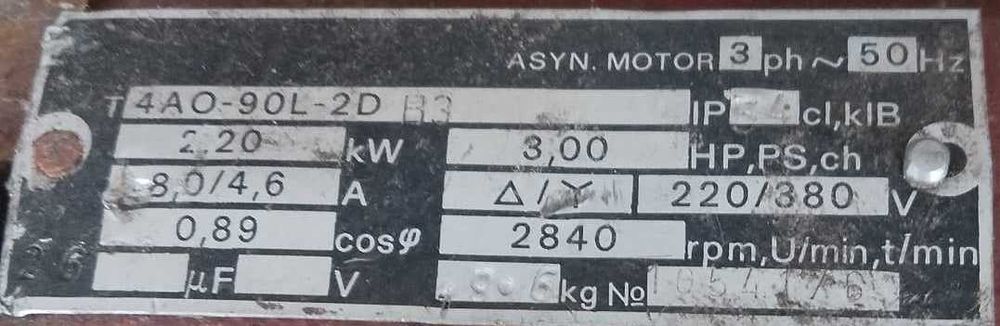 ASYN. MOTOR 3 ph ~ 50 Hz
T 4AO-90L-2D B3 IP cl,kl B
2,20 kW 3,00 HP,PS,ch
8,0/4,6 A Δ/Y 220/380 V
0,89 cosφ 2840 rpm,U/min,t/min
µF V kg №